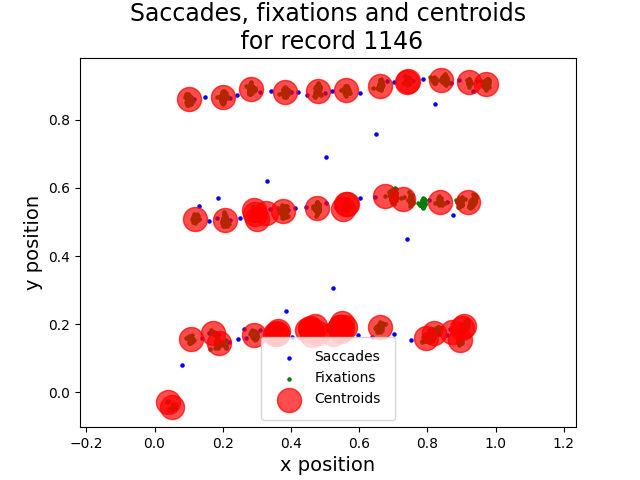 Saccades, fixations and centroids
for record 1146
y position
0.8
0.6
0.4
0.2
0.0
Saccades
Fixations
Centroids
−0.2 0.0 0.2 0.4 0.6 0.8 1.0 1.2
x position